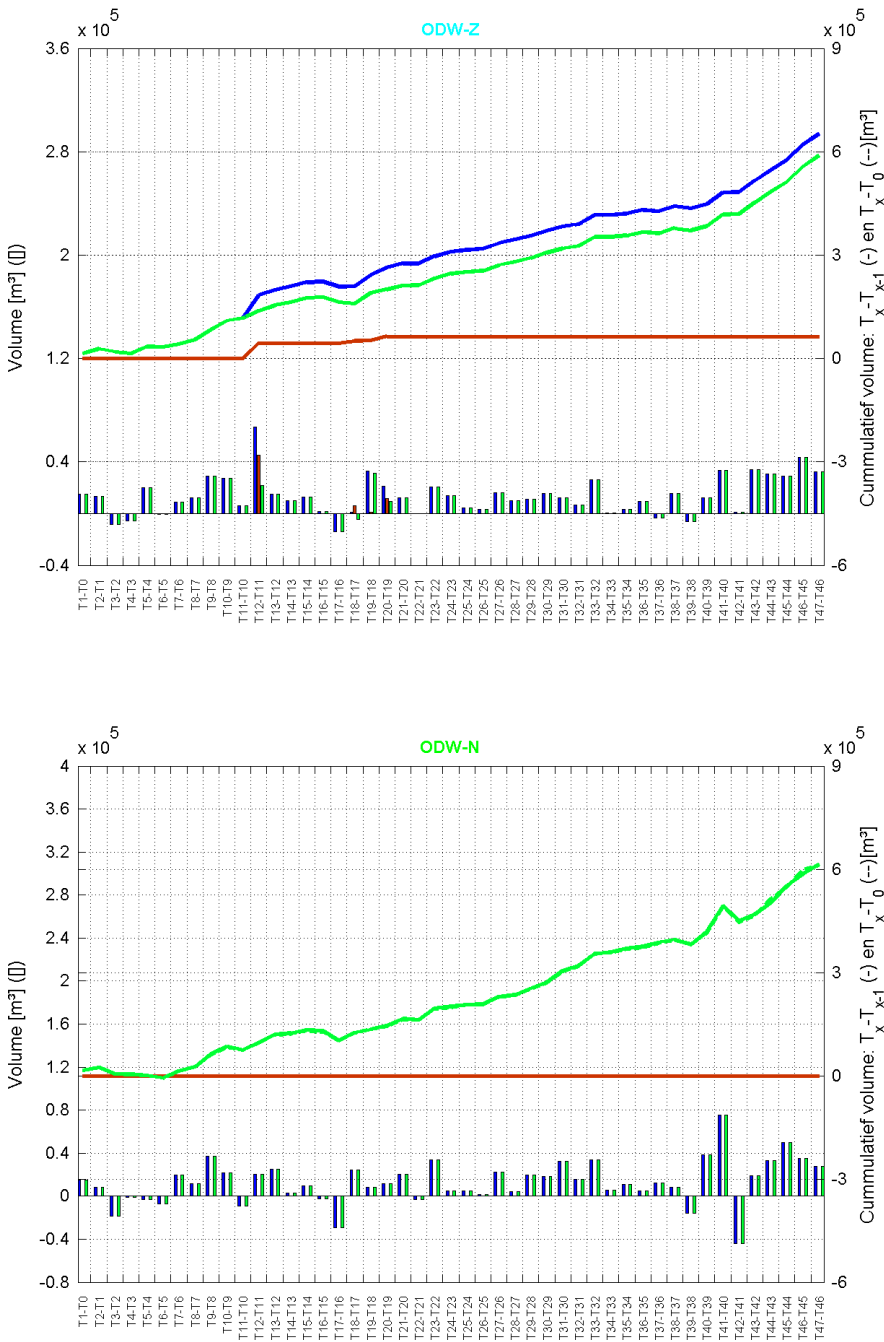 x 10^5
ODW-Z
x 10^5
3.6
2.8
2
1.2
0.4
-0.4
9
6
3
0
-3
-6
Volume [m³] ([])
Cummulatief volume: T_x-T_x-1 (-) en T_x-T_0 (--)[m³]
T1-T0
T2-T1
T3-T2
T4-T3
T5-T4
T6-T5
T7-T6
T8-T7
T9-T8
T10-T9
T11-T10
T12-T11
T13-T12
T14-T13
T15-T14
T16-T15
T17-T16
T18-T17
T19-T18
T20-T19
T21-T20
T22-T21
T23-T22
T24-T23
T25-T24
T26-T25
T27-T26
T28-T27
T29-T28
T30-T29
T31-T30
T32-T31
T33-T32
T34-T33
T35-T34
T36-T35
T37-T36
T38-T37
T39-T38
T40-T39
T41-T40
T42-T41
T43-T42
T44-T43
T45-T44
T46-T45
T47-T46
x 10^5
ODW-N
x 10^5
4
3.6
3.2
2.8
2.4
2
1.6
1.2
0.8
0.4
0
-0.4
-0.8
9
6
3
0
-3
-6
Volume [m³] ([])
Cummulatief volume: T_x-T_x-1 (-) en T_x-T_0 (--)[m³]
T1-T0
T2-T1
T3-T2
T4-T3
T5-T4
T6-T5
T7-T6
T8-T7
T9-T8
T10-T9
T11-T10
T12-T11
T13-T12
T14-T13
T15-T14
T16-T15
T17-T16
T18-T17
T19-T18
T20-T19
T21-T20
T22-T21
T23-T22
T24-T23
T25-T24
T26-T25
T27-T26
T28-T27
T29-T28
T30-T29
T31-T30
T32-T31
T33-T32
T34-T33
T35-T34
T36-T35
T37-T36
T38-T37
T39-T38
T40-T39
T41-T40
T42-T41
T43-T42
T44-T43
T45-T44
T46-T45
T47-T46